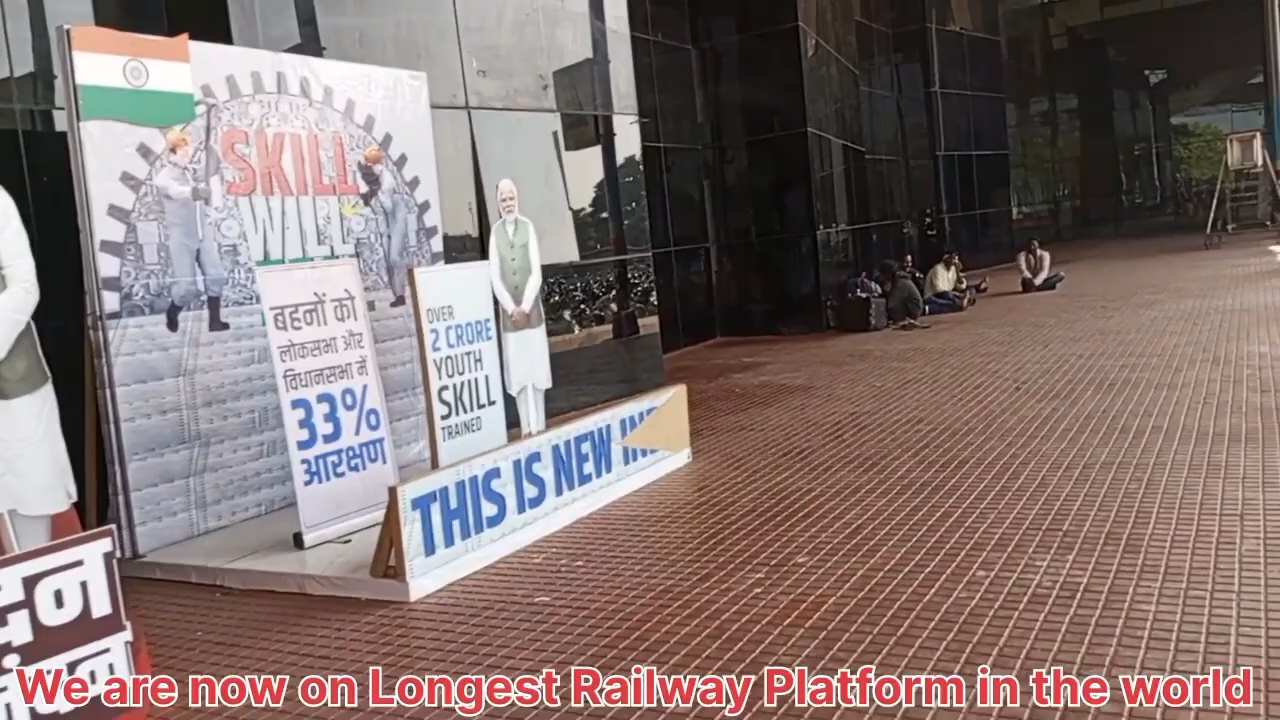 SKILL
WILL
बहनों को
लोकसभा और
विधानसभा में
33%
आरक्षण
OVER
2 CRORE
YOUTH
SKILL
TRAINED
THIS IS NEW
We are now on Longest Railway Platform in the world